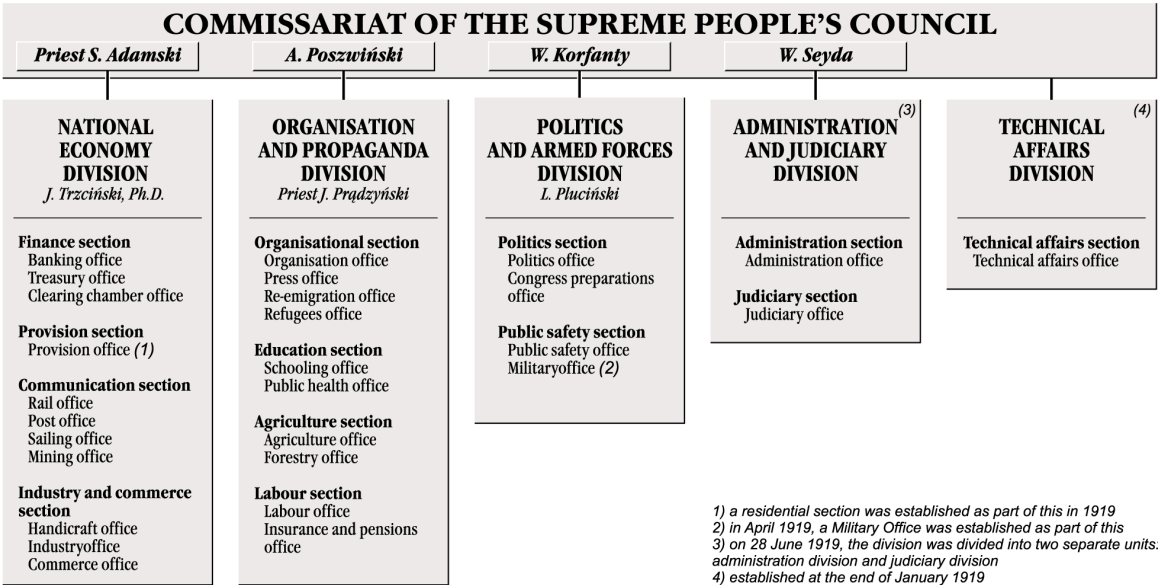 COMMISSARIAT OF THE SUPREME PEOPLE'S COUNCIL
Priest S. Adamski
A. Poszwiński
W. Korfanty
W. Seyda
NATIONAL
ECONOMY
DIVISION
J. Trzciński, Ph.D.
Finance section
Banking office
Treasury office
Clearing chamber office
Provision section
Provision office (1)
Communication section
Rail office
Post office
Sailing office
Mining office
Industry and commerce
section
Handicraft office
Industryoffice
Commerce office
ORGANISATION
AND PROPAGANDA
DIVISION
Priest J. Prądzyński
Organisational section
Organisation office
Press office
Re-emigration office
Refugees office
Education section
Schooling office
Public health office
Agriculture section
Agriculture office
Forestry office
Labour section
Labour office
Insurance and pensions
office
POLITICS
AND ARMED FORCES
DIVISION
L. Pluciński
Politics section
Politics office
Congress preparations
office
Public safety section
Public safety office
Militaryoffice (2)
(3)
ADMINISTRATION
AND JUDICIARY
DIVISION
Administration section
Administration office
Judiciary section
Judiciary office
(4)
TECHNICAL
AFFAIRS
DIVISION
Technical affairs section
Technical affairs office
1) a residential section was established as part of this in 1919
2) in April 1919, a Military Office was established as part of this
3) on 28 June 1919, the division was divided into two separate units:
administration division and judiciary division
4) established at the end of January 1919